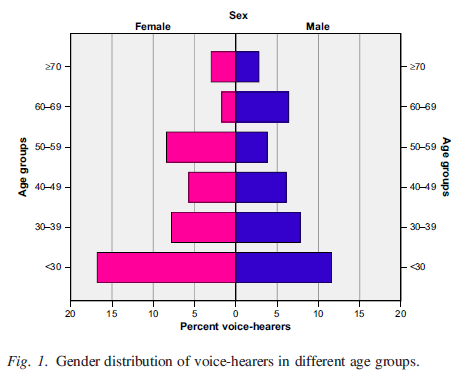 Sex
Female Male
≥70 ≥70
60–69 60–69
50–59 50–59
40–49 40–49
30–39 30–39
<30 <30
Age groups
Age groups
20 15 10 5 0 5 10 15 20
Percent voice-hearers
Fig. 1. Gender distribution of voice-hearers in different age groups.